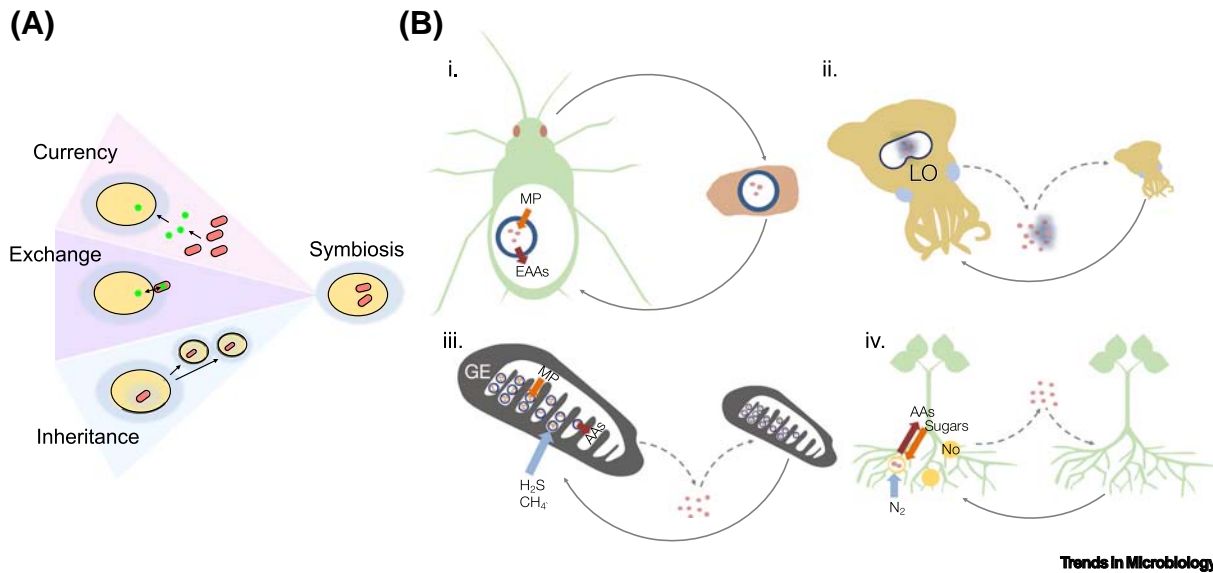 (A)
Currency
Exchange
Symbiosis
Inheritance
(B)
i.
MP
EAAs
ii.
LO
iii.
GE
MP
AAs
H₂S
CH₄
iv.
AAs
Sugars
No
N₂
Trends in Microbiology